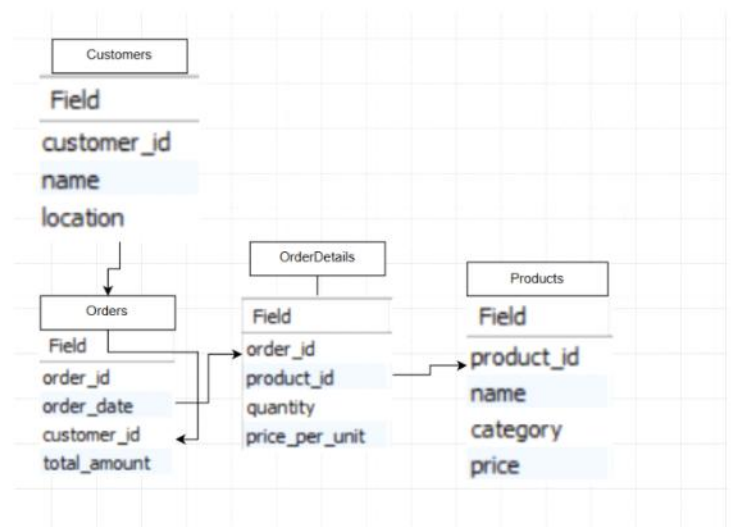 Customers
Field
customer_id
name
location
Orders
Field
order_id
order_date
customer_id
total_amount
OrderDetails
Field
order_id
product_id
quantity
price_per_unit
Products
Field
product_id
name
category
price